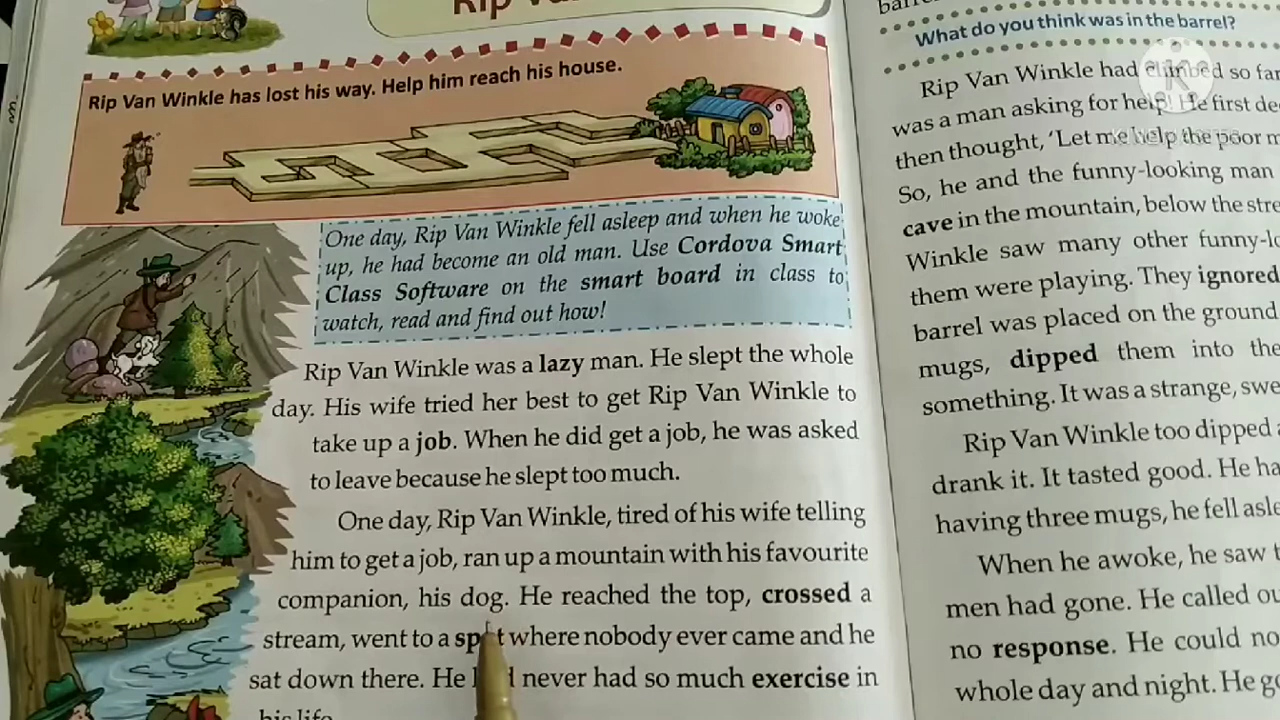 Rip Va
Rip Van Winkle has lost his way. Help him reach his house.
One day, Rip Van Winkle fell asleep and when he woke
up, he had become an old man. Use Cordova Smart
Class Software on the smart board in class to
watch, read and find out how!
Rip Van Winkle was a lazy man. He slept the whole
day. His wife tried her best to get Rip Van Winkle to
take up a job. When he did get a job, he was asked
to leave because he slept too much.
One day, Rip Van Winkle, tired of his wife telling
him to get a job, ran up a mountain with his favourite
companion, his dog. He reached the top, crossed a
stream, went to a spot where nobody ever came and he
sat down there. He never had so much exercise in
his life.
What do you think was in the barrel?
Rip Van Winkle had climbed so far
was a man asking for help! He first de
then thought, 'Let me help the poor m
So, he and the funny-looking man
cave in the mountain, below the stre
Winkle saw many other funny-lo
them were playing. They ignored
barrel was placed on the ground
mugs, dipped them into the
something. It was a strange, swe
Rip Van Winkle too dipped a
drank it. It tasted good. He ha
having three mugs, he fell asle
When he awoke, he saw t
men had gone. He called ou
no response. He could no
whole day and night. He go